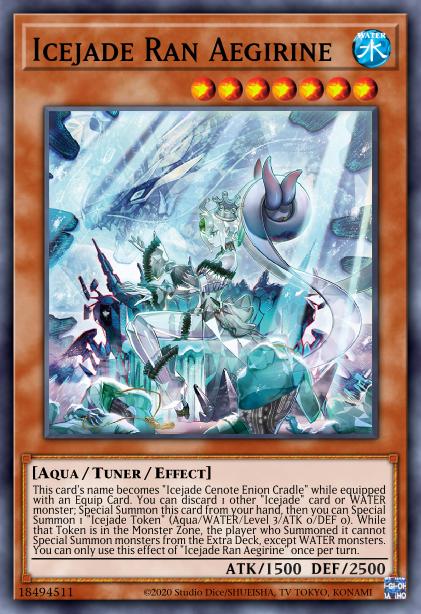 Icejade Ran Aegirine
WATER
水
[Aqua / Tuner / Effect]
This card's name becomes "Icejade Cenote Enion Cradle" while equipped
with an Equip Card. You can discard 1 other "Icejade" card or WATER
monster; Special Summon this card from your hand, then you can Special
Summon 1 "Icejade Token" (Aqua/WATER/Level 3/ATK 0/DEF 0). While
that Token is in the Monster Zone, the player who Summoned it cannot
Special Summon monsters from the Extra Deck, except WATER monsters.
You can only use this effect of "Icejade Ran Aegirine" once per turn.
ATK/1500 DEF/2500
18494511
©2020 Studio Dice/SHUEISHA, TV TOKYO, KONAMI